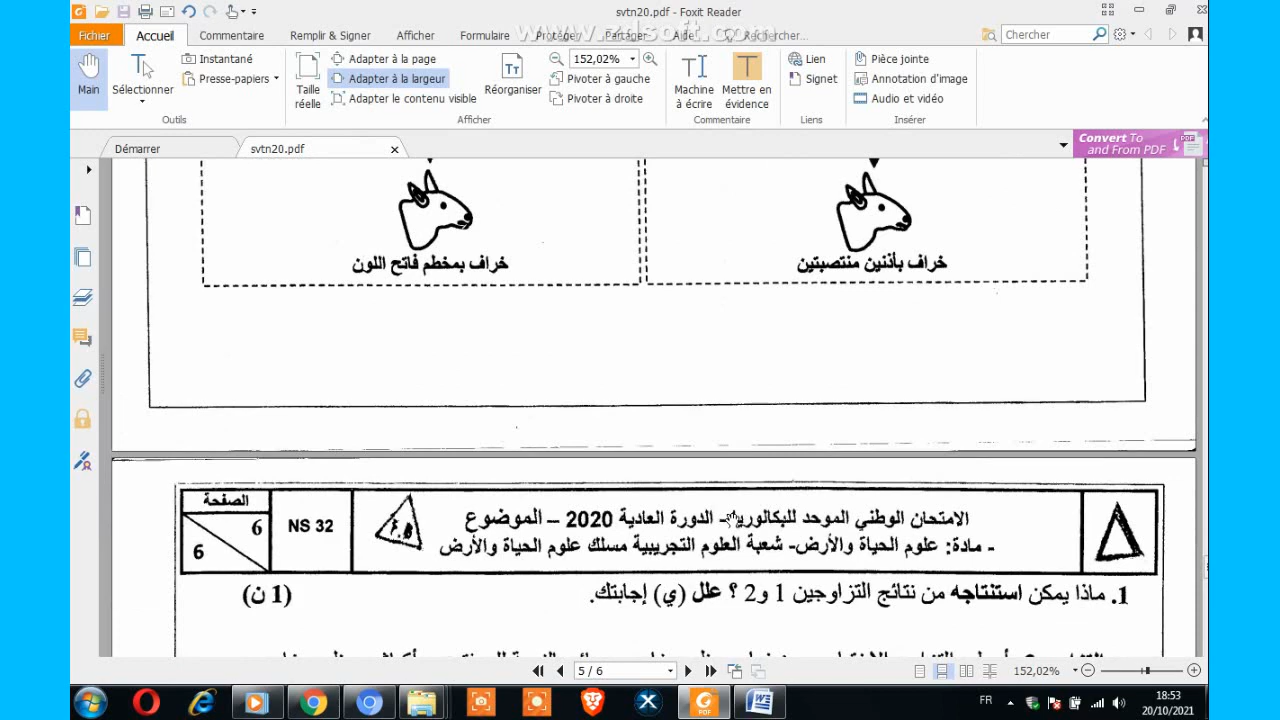 svtn20.pdf - Foxit Reader
www.zdsoft.com
Fichier Accueil Commentaire Remplir & Signer Afficher Formulaire Protéger Partager Aide Rechercher... Chercher
Main
Sélectionner
Instantané
Presse-papiers
Outils
Taille réelle
Adapter à la page
Adapter à la largeur
Adapter le contenu visible
Réorganiser
152,02%
Pivoter à gauche
Pivoter à droite
Afficher
Machine à écrire
Mettre en évidence
Commentaire
Lien
Signet
Liens
Pièce jointe
Annotation d'image
Audio et vidéo
Insérer
Démarrer
svtn20.pdf
Convert To
and From PDF
خراف بأذنين منتصبتين
خراف بمخطم فاتح اللون
الصفحة
6
6
NS 32
الامتحان الوطني الموحد للبكالوريا- الدورة العادية 2020 – الموضوع
- مادة: علوم الحياة والأرض- شعبة العلوم التجريبية مسلك علوم الحياة والأرض
1. ماذا يمكن استنتاجه من نتائج التزاوجين 1 و2 ؟ علل (ي) إجابتك. (1 ن)
5 / 6
152,02%
FR
18:53
20/10/2021